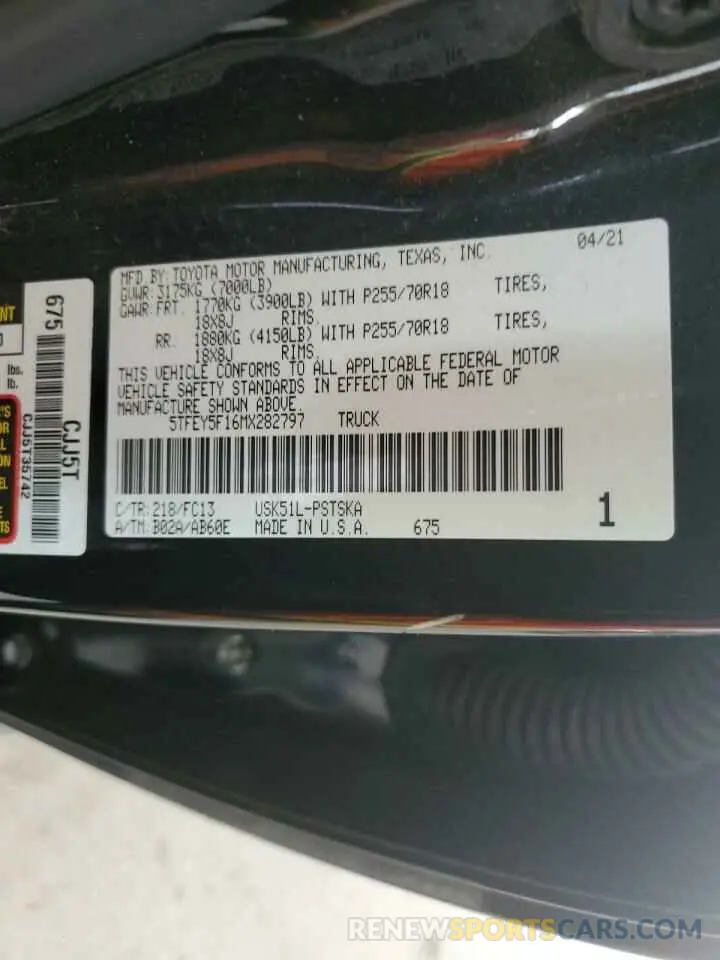 MFD BY: TOYOTA MOTOR MANUFACTURING, TEXAS, INC. 04/21
GVWR: 3175KG (7000LB)
GAWR: FRT. 1770KG (3900LB) WITH P255/70R18 TIRES,
18X8J RIMS.
RR. 1880KG (4150LB) WITH P255/70R18 TIRES,
18X8J RIMS.
THIS VEHICLE CONFORMS TO ALL APPLICABLE FEDERAL MOTOR
VEHICLE SAFETY STANDARDS IN EFFECT ON THE DATE OF
MANUFACTURE SHOWN ABOVE.
5TFEY5F16MX282797 TRUCK
C/TR: 218/FC13 USK51L-PSTSKA
A/TM: B02A/AB60E MADE IN U.S.A. 675
1
675
CJJ5T
CJJ5T35742
lbs.
lb.
RENEWSPORTSCARS.COM